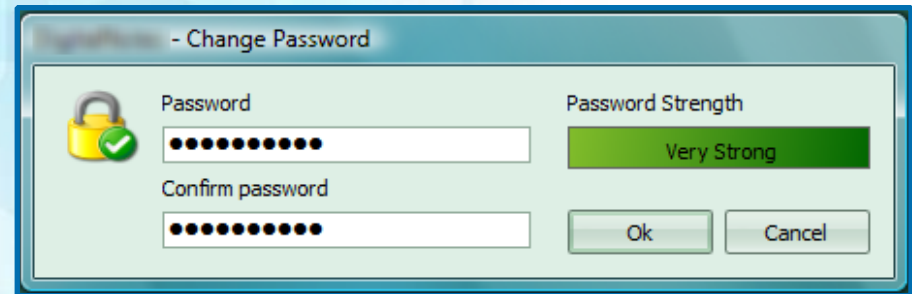 - Change Password
Password
Password Strength
●●●●●●●●●●
Very Strong
Confirm password
●●●●●●●●●●
Ok
Cancel